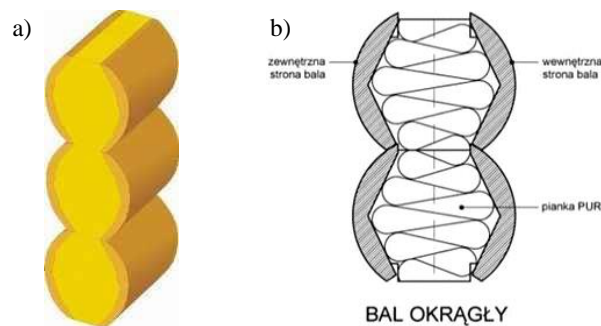 a)
b)
zewnętrzna
strona bala
wewnętrzna
strona bala
pianka PUR
BAL OKRĄGŁY